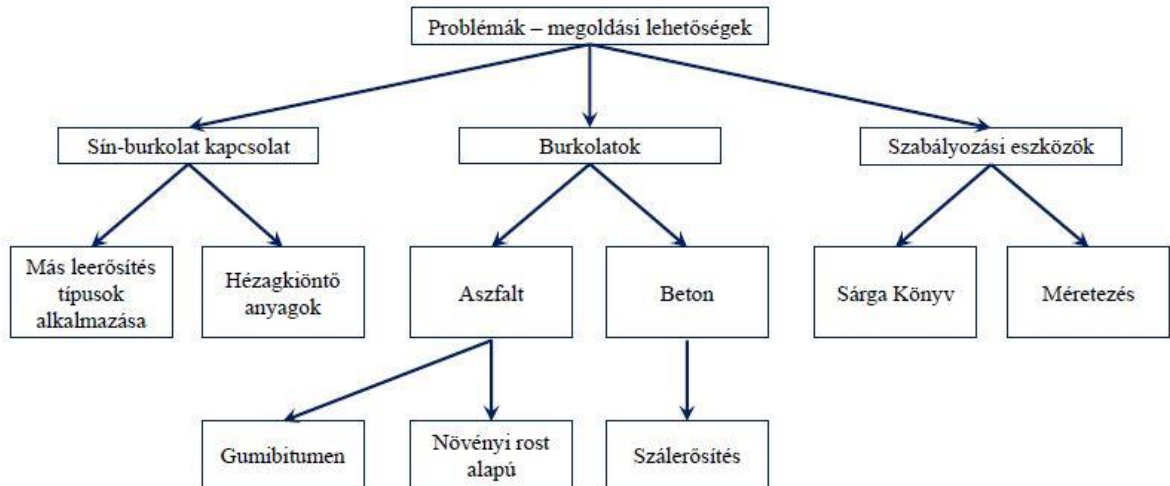 Problémák – megoldási lehetőségek
Sín-burkolat kapcsolat
Burkolatok
Szabályozási eszközök
Más leerősítés
típusok
alkalmazása
Hézagkiöntő
anyagok
Aszfalt
Beton
Sárga Könyv
Méretezés
Gumibitumen
Növényi rost
alapú
Szálerősítés